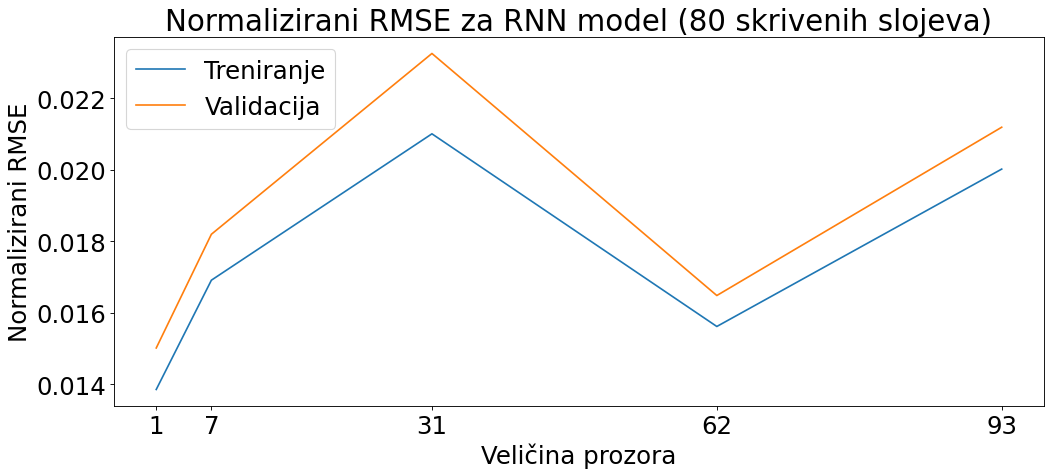 Normalizirani RMSE za RNN model (80 skrivenih slojeva)
Treniranje
Validacija
Normalizirani RMSE
0.022
0.020
0.018
0.016
0.014
1 7 31 62 93
Veličina prozora